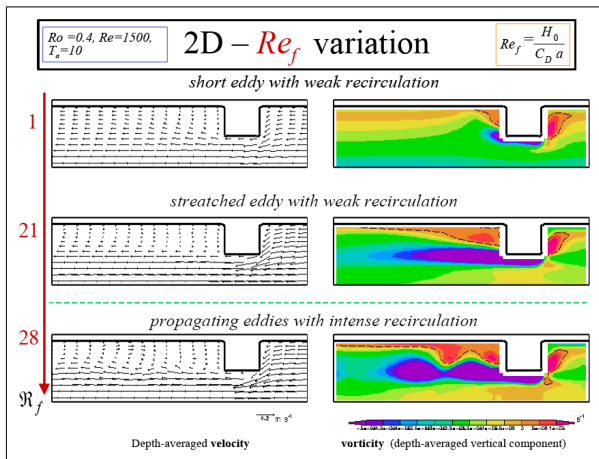 Ro=0.4, Re=1500,
Ta=10
2D – Ref variation
Ref = H0 / CD a
short eddy with weak recirculation
1
streatched eddy with weak recirculation
21
propagating eddies with intense recirculation
28
ℜf
0.2 m s-1
s-1
Depth-averaged velocity
vorticity (depth-averaged vertical component)